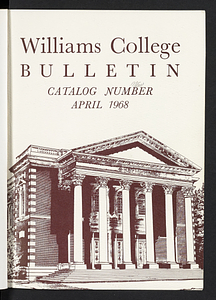 Williams College
BULLETIN
CATALOG NUMBER
APRIL 1968